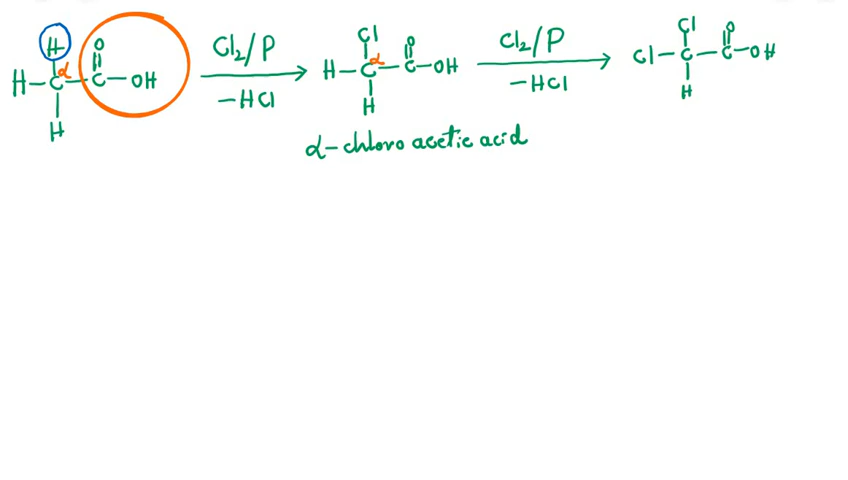 H Cl₂/P Cl Cl₂/P Cl
H–C–C–OH → H–C–C–OH → Cl–C–C–OH
α O –HCl α O –HCl O
H H H
α–chloro acetic acid